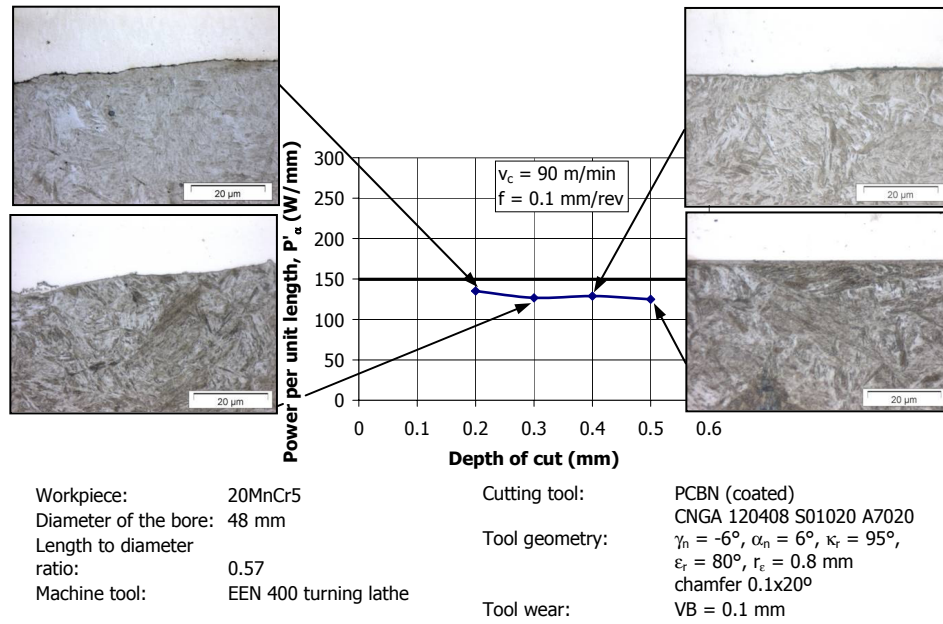 20 µm
20 µm
20 µm
20 µm
Power per unit length, P'α (W/mm)
300
250
200
150
100
50
0
vc = 90 m/min
f = 0.1 mm/rev
0 0.1 0.2 0.3 0.4 0.5 0.6
Depth of cut (mm)
Workpiece: 20MnCr5
Diameter of the bore: 48 mm
Length to diameter
ratio: 0.57
Machine tool: EEN 400 turning lathe
Cutting tool: PCBN (coated)
CNGA 120408 S01020 A7020
Tool geometry: γn = -6°, αn = 6°, κr = 95°,
εr = 80°, rε = 0.8 mm
chamfer 0.1x20º
Tool wear: VB = 0.1 mm